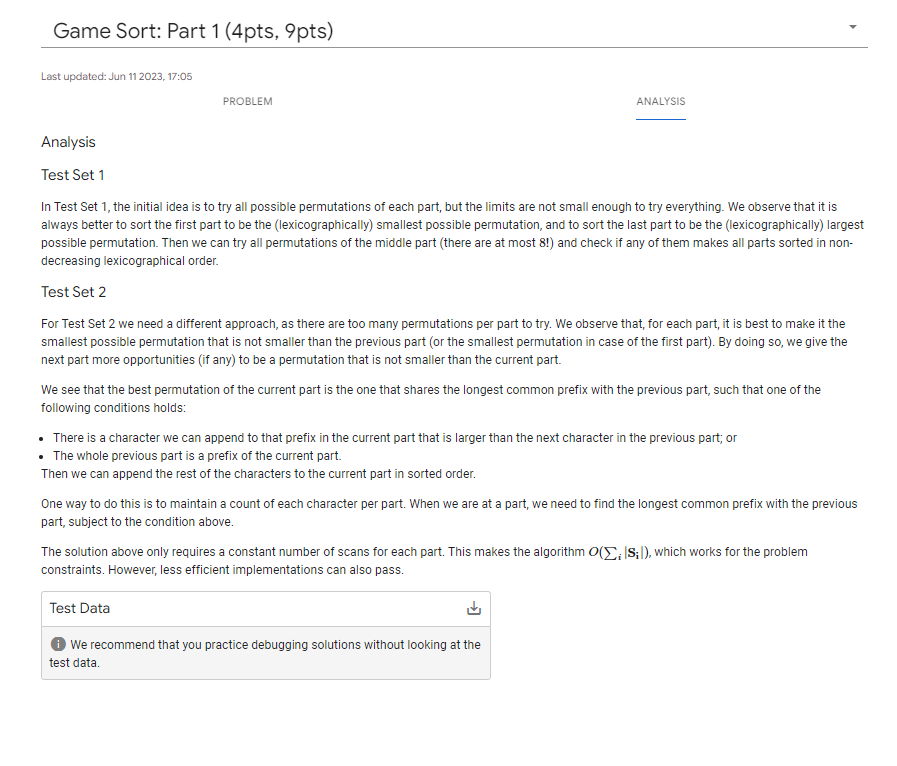 Game Sort: Part 1 (4pts, 9pts)
Last updated: Jun 11 2023, 17:05
PROBLEM
ANALYSIS
Analysis
Test Set 1
In Test Set 1, the initial idea is to try all possible permutations of each part, but the limits are not small enough to try everything. We observe that it is
always better to sort the first part to be the (lexicographically) smallest possible permutation, and to sort the last part to be the (lexicographically) largest
possible permutation. Then we can try all permutations of the middle part (there are at most 8!) and check if any of them makes all parts sorted in non-
decreasing lexicographical order.
Test Set 2
For Test Set 2 we need a different approach, as there are too many permutations per part to try. We observe that, for each part, it is best to make it the
smallest possible permutation that is not smaller than the previous part (or the smallest permutation in case of the first part). By doing so, we give the
next part more opportunities (if any) to be a permutation that is not smaller than the current part.
We see that the best permutation of the current part is the one that shares the longest common prefix with the previous part, such that one of the
following conditions holds:
• There is a character we can append to that prefix in the current part that is larger than the next character in the previous part; or
• The whole previous part is a prefix of the current part.
Then we can append the rest of the characters to the current part in sorted order.
One way to do this is to maintain a count of each character per part. When we are at a part, we need to find the longest common prefix with the previous
part, subject to the condition above.
The solution above only requires a constant number of scans for each part. This makes the algorithm O(∑ᵢ |Sᵢ|), which works for the problem
constraints. However, less efficient implementations can also pass.
Test Data
We recommend that you practice debugging solutions without looking at the
test data.